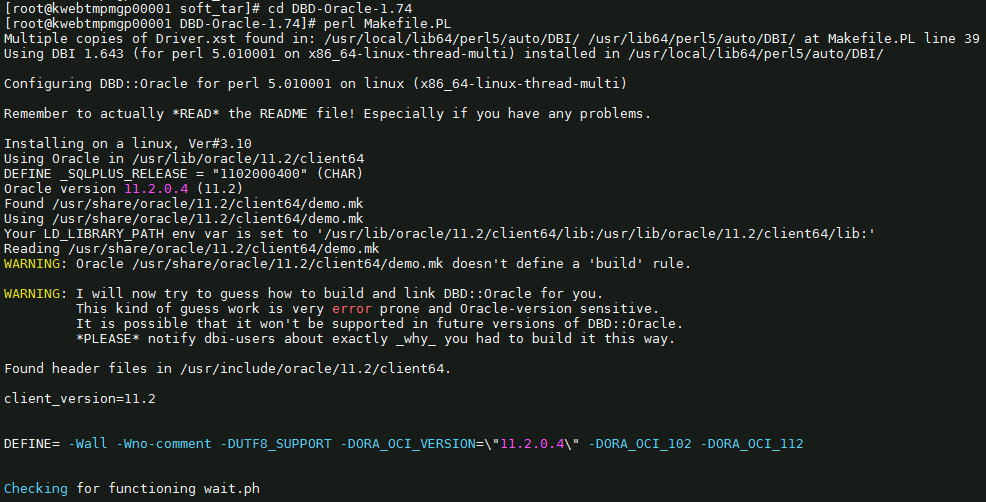 [root@kwebtmpmgp00001 soft_tar]# cd DBD-Oracle-1.74
[root@kwebtmpmgp00001 DBD-Oracle-1.74]# perl Makefile.PL
Multiple copies of Driver.xst found in: /usr/local/lib64/perl5/auto/DBI/ /usr/lib64/perl5/auto/DBI/ at Makefile.PL line 39
Using DBI 1.643 (for perl 5.010001 on x86_64-linux-thread-multi) installed in /usr/local/lib64/perl5/auto/DBI/
Configuring DBD::Oracle for perl 5.010001 on linux (x86_64-linux-thread-multi)
Remember to actually *READ* the README file! Especially if you have any problems.
Installing on a linux, Ver#3.10
Using Oracle in /usr/lib/oracle/11.2/client64
DEFINE _SQLPLUS_RELEASE = "1102000400" (CHAR)
Oracle version 11.2.0.4 (11.2)
Found /usr/share/oracle/11.2/client64/demo.mk
Using /usr/share/oracle/11.2/client64/demo.mk
Your LD_LIBRARY_PATH env var is set to '/usr/lib/oracle/11.2/client64/lib:/usr/lib/oracle/11.2/client64/lib:'
Reading /usr/share/oracle/11.2/client64/demo.mk
WARNING: Oracle /usr/share/oracle/11.2/client64/demo.mk doesn't define a 'build' rule.
WARNING: I will now try to guess how to build and link DBD::Oracle for you.
This kind of guess work is very error prone and Oracle-version sensitive.
It is possible that it won't be supported in future versions of DBD::Oracle.
*PLEASE* notify dbi-users about exactly _why_ you had to build it this way.
Found header files in /usr/include/oracle/11.2/client64.
client_version=11.2
DEFINE= -Wall -Wno-comment -DUTF8_SUPPORT -DORA_OCI_VERSION=\"11.2.0.4\" -DORA_OCI_102 -DORA_OCI_112
Checking for functioning wait.ph